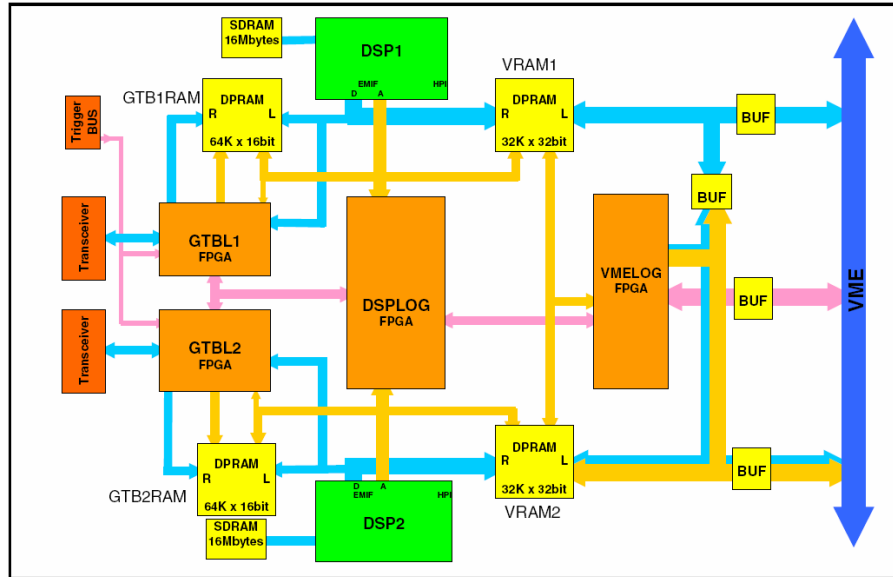 SDRAM
16Mbytes
DSP1
EMIF
HPI
D
A
VRAM1
GTB1RAM
DPRAM
R
L
64K x 16bit
DPRAM
R
L
32K x 32bit
BUF
Trigger
BUS
BUF
Transceiver
GTBL1
FPGA
DSPLOG
FPGA
VMELOG
FPGA
BUF
VME
Transceiver
GTBL2
FPGA
DPRAM
R
L
64K x 16bit
GTB2RAM
DPRAM
R
L
32K x 32bit
VRAM2
BUF
D
A
EMIF
HPI
DSP2
SDRAM
16Mbytes